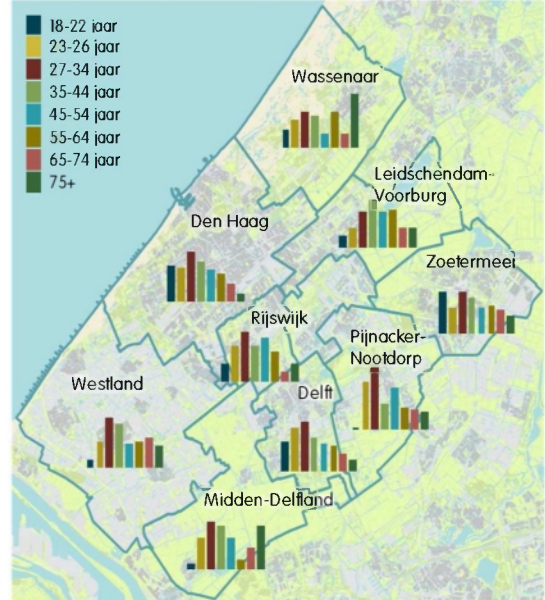 18-22 jaar
23-26 jaar
27-34 jaar
35-44 jaar
45-54 jaar
55-64 jaar
65-74 jaar
75+
Wassenaar
Leidschendam-
Voorburg
Den Haag
Zoetermeer
Rijswijk
Pijnacker-
Nootdorp
Westland
Delft
Midden-Delfland